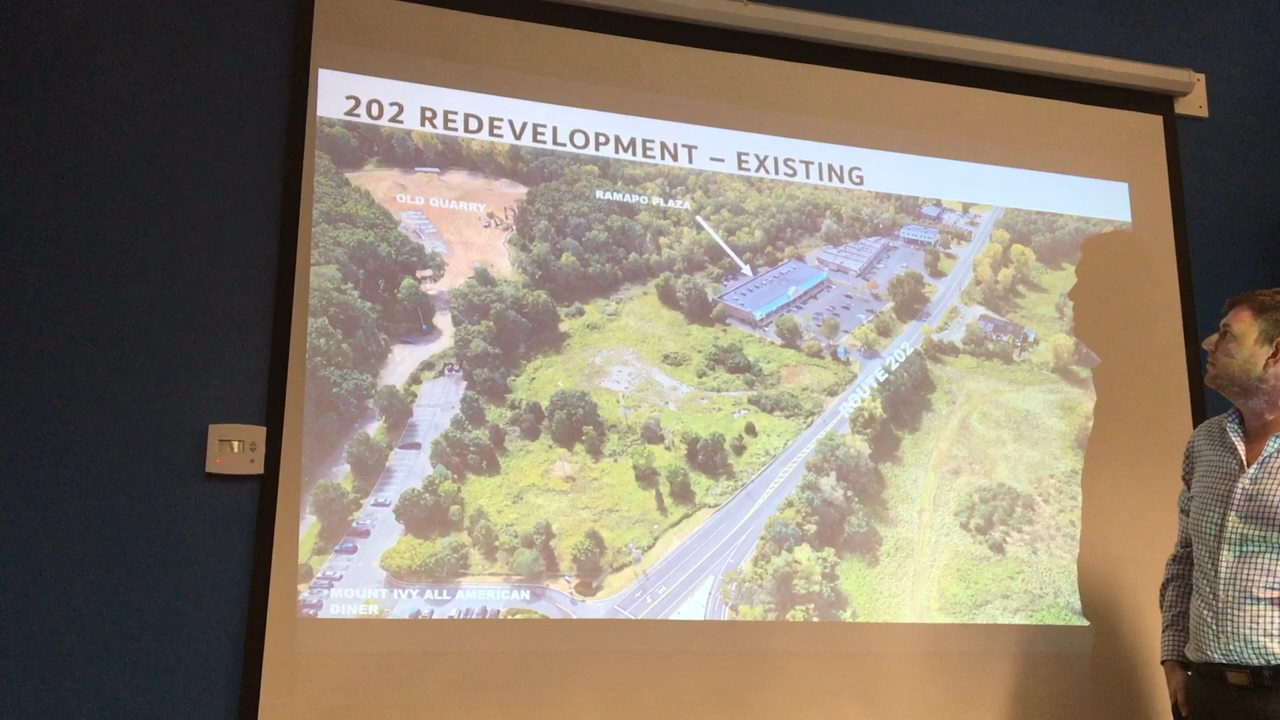 202 REDEVELOPMENT – EXISTING
OLD QUARRY
RAMAPO PLAZA
ROUTE 202
MOUNT IVY ALL AMERICAN
DINER